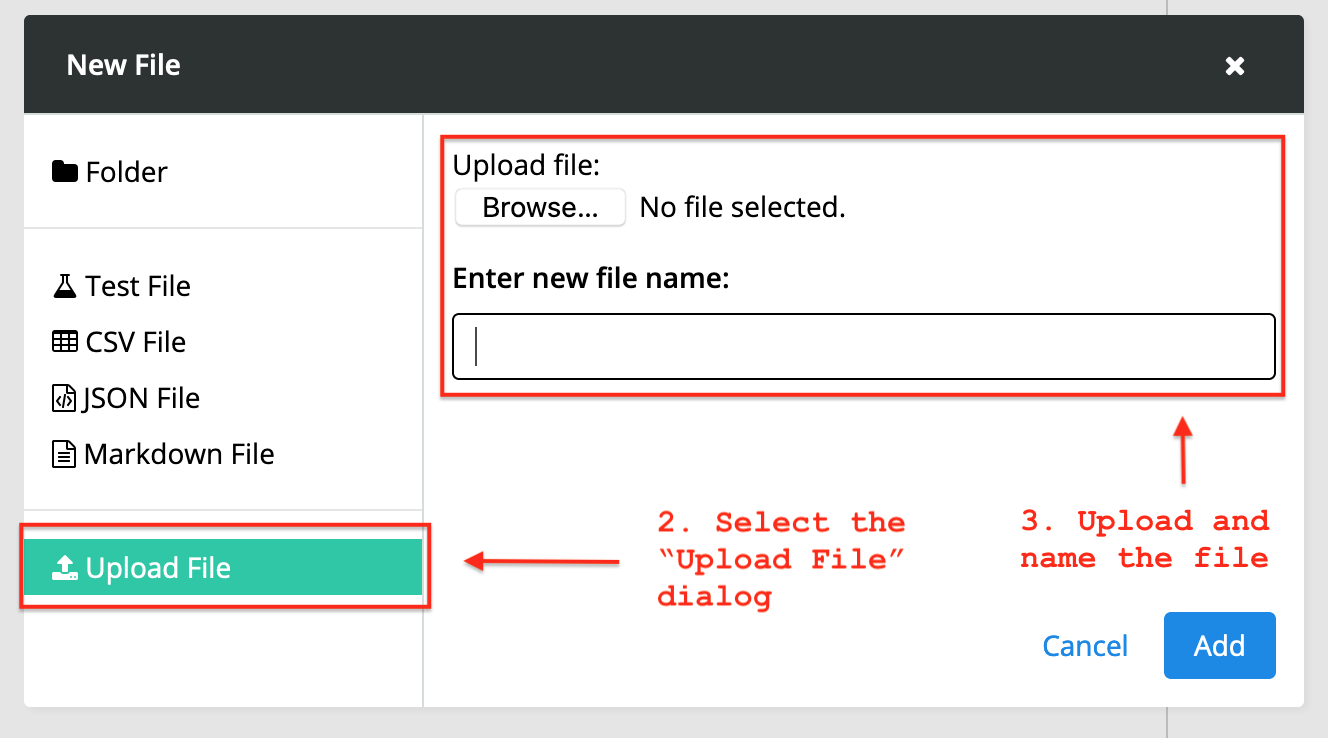 New File
Folder
Test File
CSV File
JSON File
Markdown File
Upload File
Upload file:
Browse... No file selected.
Enter new file name:
2. Select the
“Upload File”
dialog
3. Upload and
name the file
Cancel Add